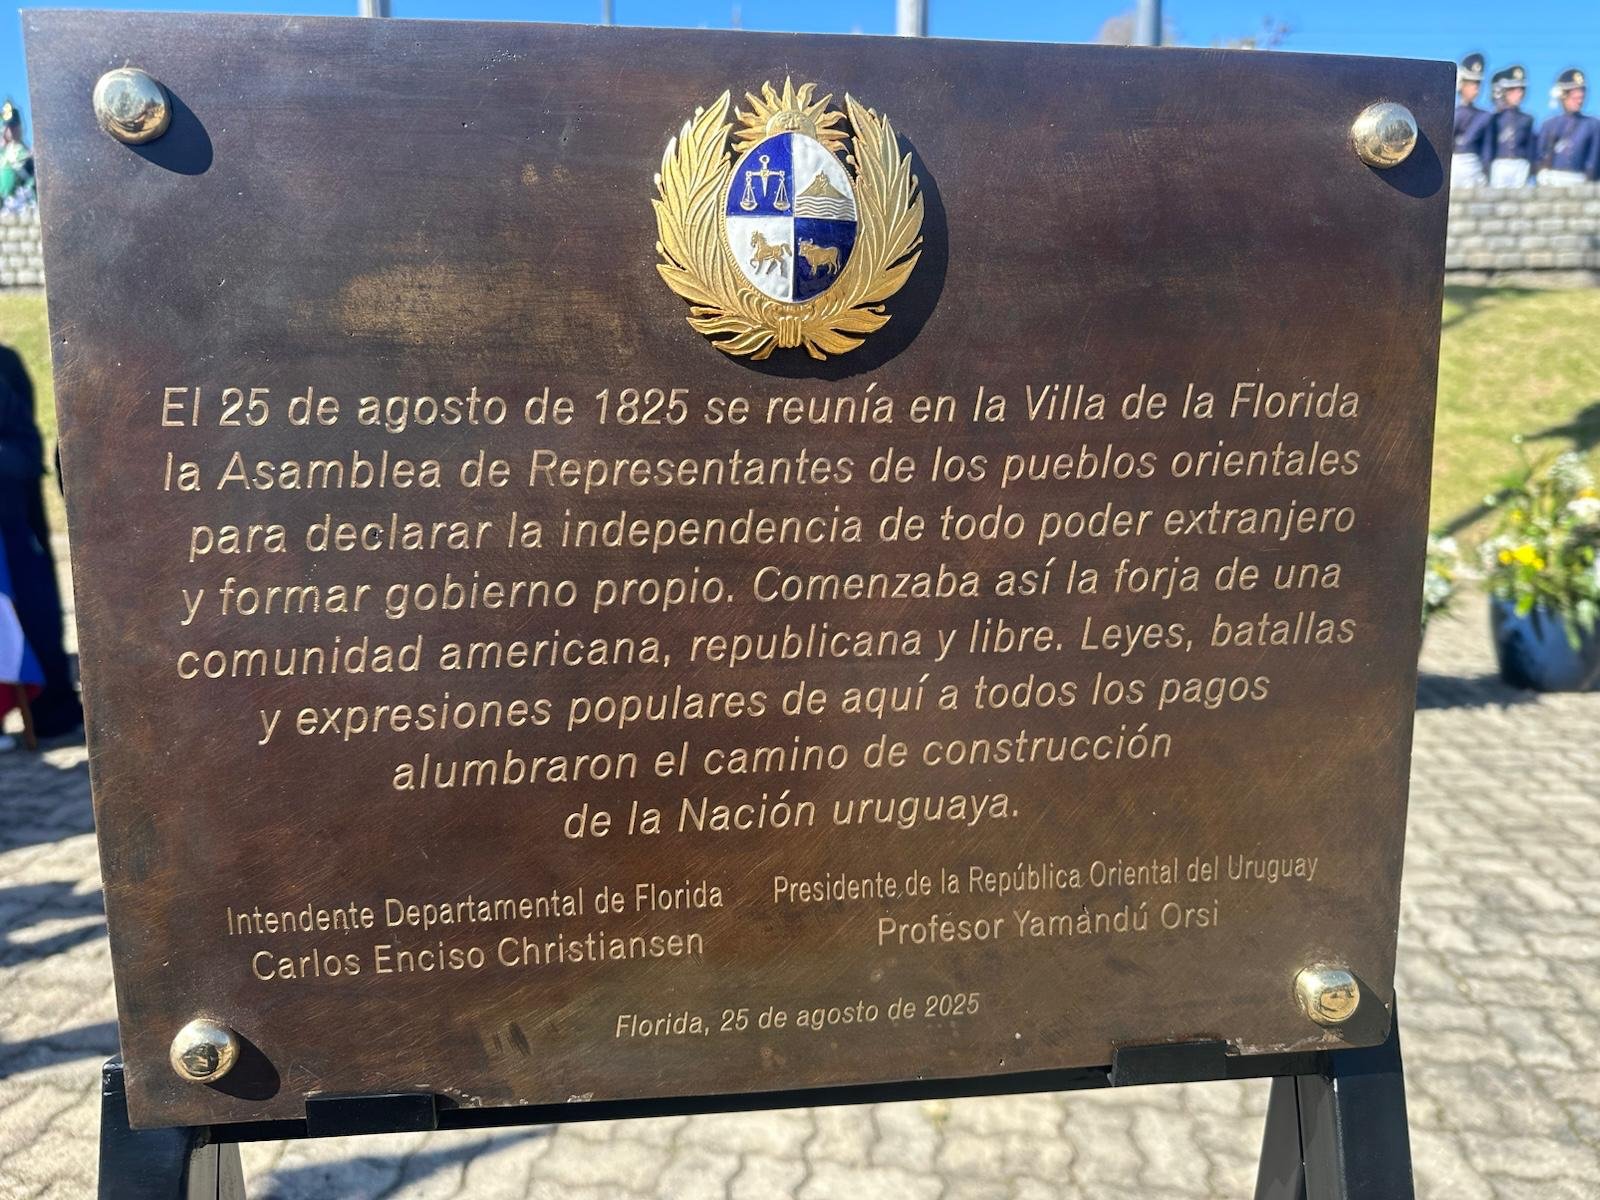 El 25 de agosto de 1825 se reunía en la Villa de la Florida
la Asamblea de Representantes de los pueblos orientales
para declarar la independencia de todo poder extranjero
y formar gobierno propio. Comenzaba así la forja de una
comunidad americana, republicana y libre. Leyes, batallas
y expresiones populares de aquí a todos los pagos
alumbraron el camino de construcción
de la Nación uruguaya.
Intendente Departamental de Florida
Carlos Enciso Christiansen
Presidente de la República Oriental del Uruguay
Profesor Yamandú Orsi
Florida, 25 de agosto de 2025